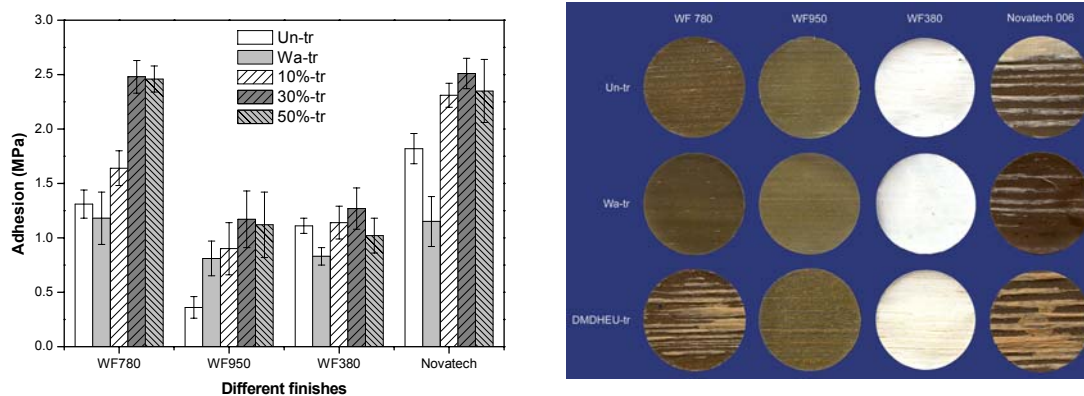 3.0
2.5
2.0
1.5
1.0
0.5
0.0
Adhesion (MPa)
Un-tr
Wa-tr
10%-tr
30%-tr
50%-tr
WF780 WF950 WF380 Novatech
Different finishes
WF 780 WF950 WF380 Novatech 006
Un-tr
Wa-tr
DMDHEU-tr